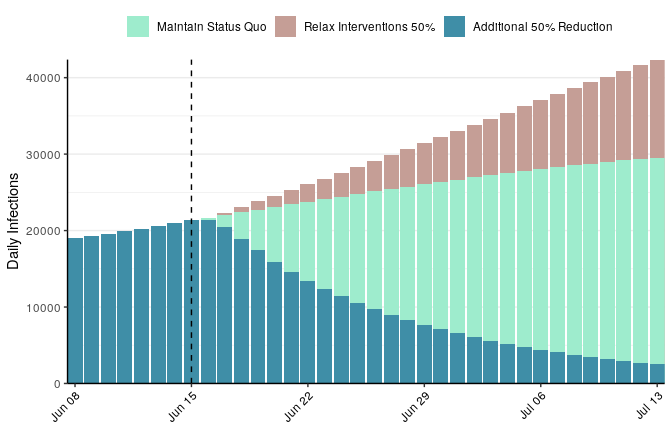 Maintain Status Quo Relax Interventions 50% Additional 50% Reduction
Daily Infections
40000
30000
20000
10000
0
Jun 08 Jun 15 Jun 22 Jun 29 Jul 06 Jul 13